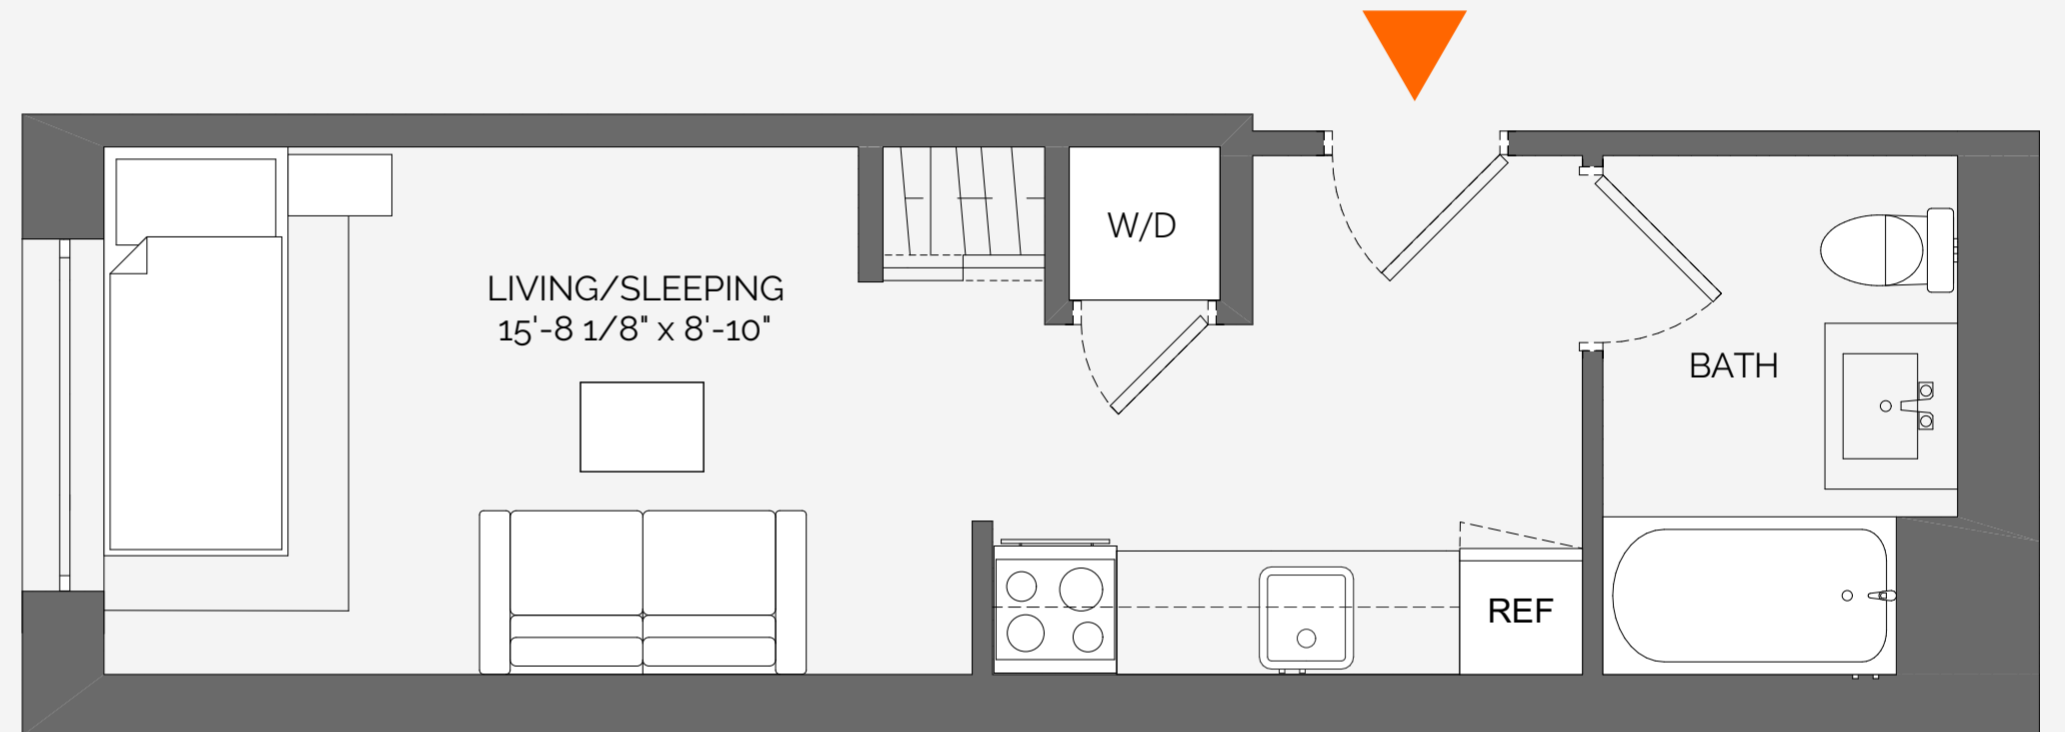 W/D
LIVING/SLEEPING
15'-8 1/8" x 8'-10"
BATH
REF